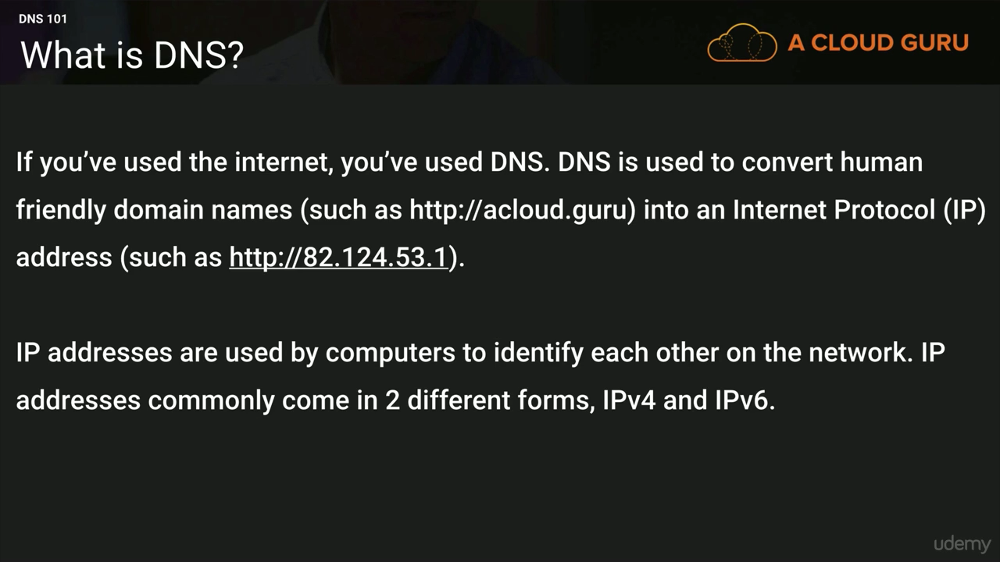 DNS 101
What is DNS?
A CLOUD GURU
If you’ve used the internet, you’ve used DNS. DNS is used to convert human
friendly domain names (such as http://acloud.guru) into an Internet Protocol (IP)
address (such as http://82.124.53.1).
IP addresses are used by computers to identify each other on the network. IP
addresses commonly come in 2 different forms, IPv4 and IPv6.
udemy